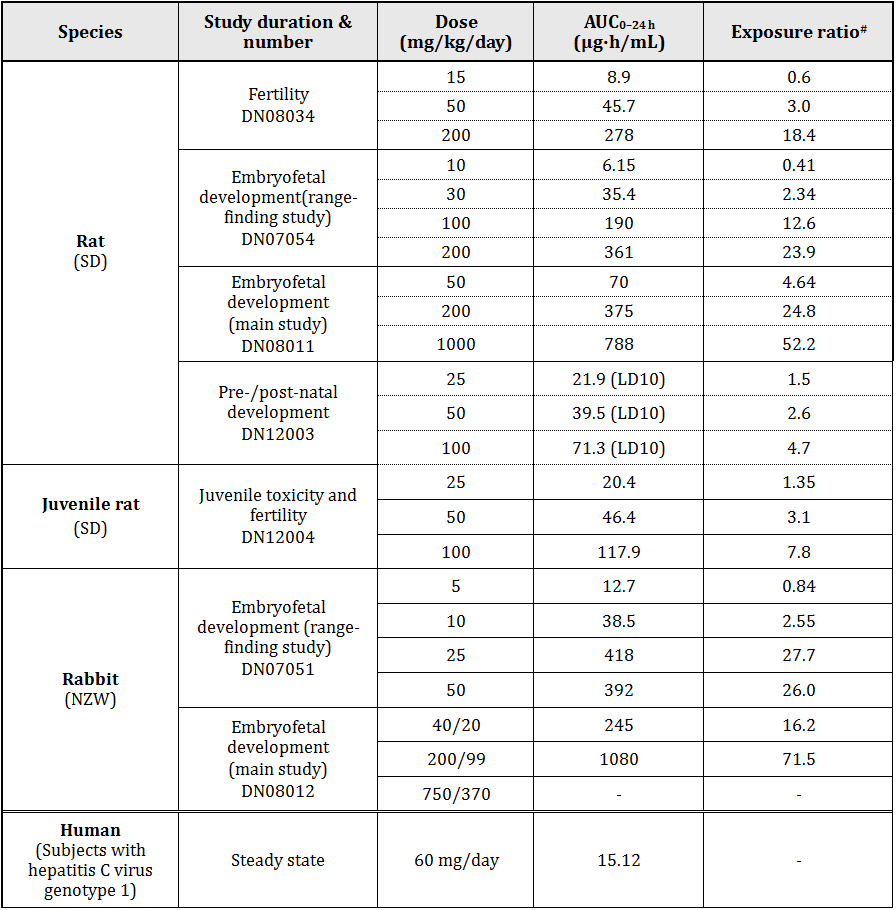 Species
Study duration &
number
Dose
(mg/kg/day)
AUC0–24 h
(μg·h/mL)
Exposure ratio#
Rat
(SD)
Fertility
DN08034
15
8.9
0.6
50
45.7
3.0
200
278
18.4
Embryofetal
development(range-
finding study)
DN07054
10
6.15
0.41
30
35.4
2.34
100
190
12.6
200
361
23.9
Embryofetal
development
(main study)
DN08011
50
70
4.64
200
375
24.8
1000
788
52.2
Pre-/post-natal
development
DN12003
25
21.9 (LD10)
1.5
50
39.5 (LD10)
2.6
100
71.3 (LD10)
4.7
Juvenile rat
(SD)
Juvenile toxicity and
fertility
DN12004
25
20.4
1.35
50
46.4
3.1
100
117.9
7.8
Rabbit
(NZW)
Embryofetal
development (range-
finding study)
DN07051
5
12.7
0.84
10
38.5
2.55
25
418
27.7
50
392
26.0
Embryofetal
development
(main study)
DN08012
40/20
245
16.2
200/99
1080
71.5
750/370
-
-
Human
(Subjects with
hepatitis C virus
genotype 1)
Steady state
60 mg/day
15.12
-